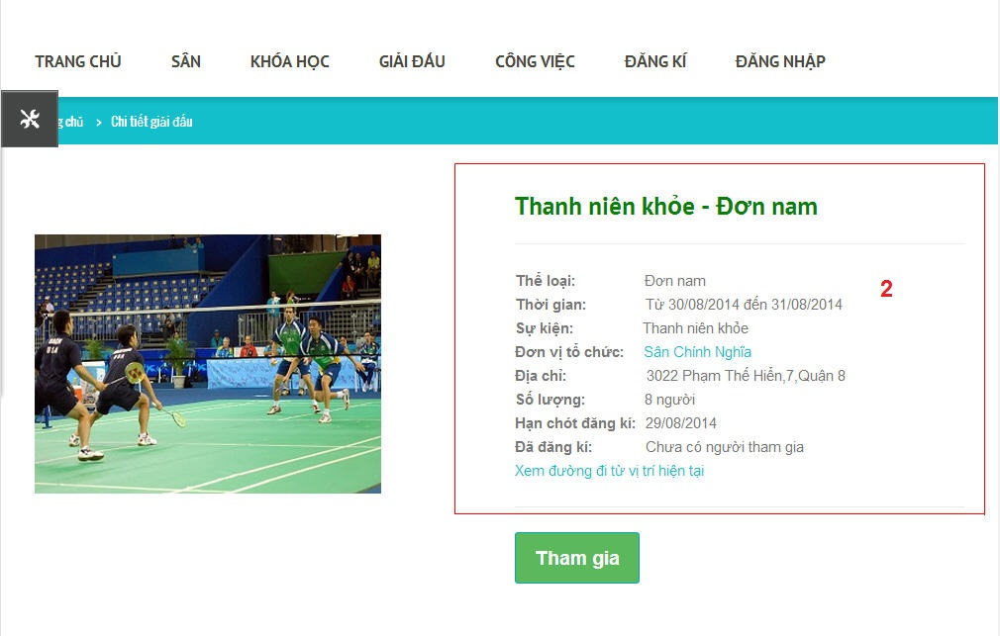 TRANG CHỦ SÂN KHÓA HỌC GIẢI ĐẤU CÔNG VIỆC ĐĂNG KÍ ĐĂNG NHẬP
g chủ > Chi tiết giải đấu
Thanh niên khỏe - Đơn nam
2
Thể loại: Đơn nam
Thời gian: Từ 30/08/2014 đến 31/08/2014
Sự kiện: Thanh niên khỏe
Đơn vị tổ chức: Sân Chính Nghĩa
Địa chỉ: 3022 Phạm Thế Hiển,7,Quận 8
Số lượng: 8 người
Hạn chót đăng kí: 29/08/2014
Đã đăng kí: Chưa có người tham gia
Xem đường đi từ vị trí hiện tại
Tham gia